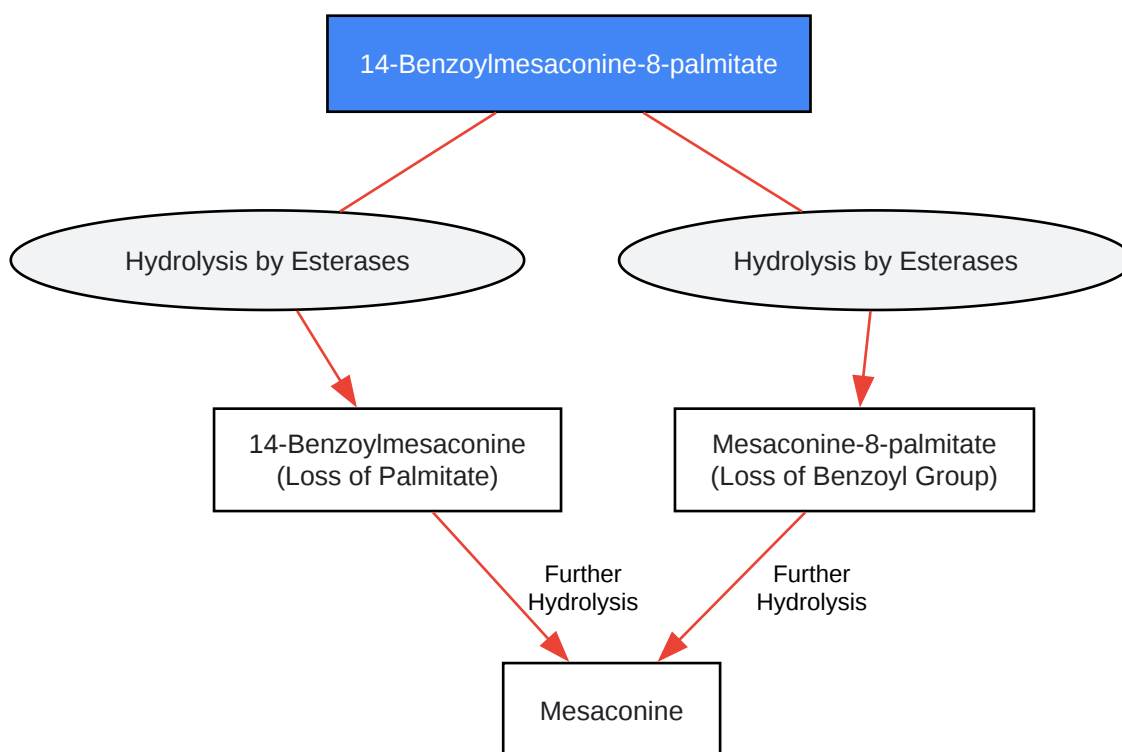 14-Benzoylmesaconine-8-palmitate
Hydrolysis by Esterases
Hydrolysis by Esterases
14-Benzoylmesaconine
(Loss of Palmitate)
Mesaconine-8-palmitate
(Loss of Benzoyl Group)
Further
Hydrolysis
Further
Hydrolysis
Mesaconine